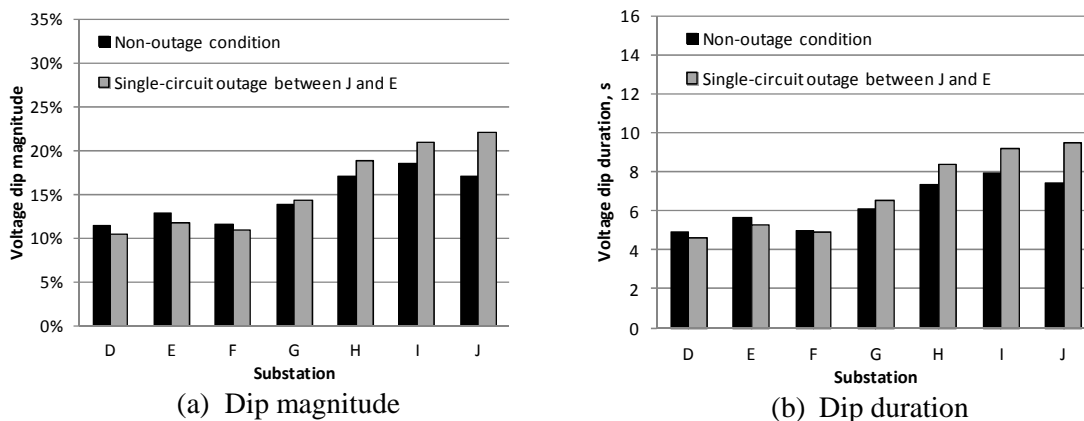 35%
30%
25%
20%
15%
10%
5%
0%
Voltage dip magnitude
Non-outage condition
Single-circuit outage between J and E
D E F G H I J
Substation
(a) Dip magnitude
16
14
12
10
8
6
4
2
0
Voltage dip duration, s
Non-outage condition
Single-circuit outage between J and E
D E F G H I J
Substation
(b) Dip duration